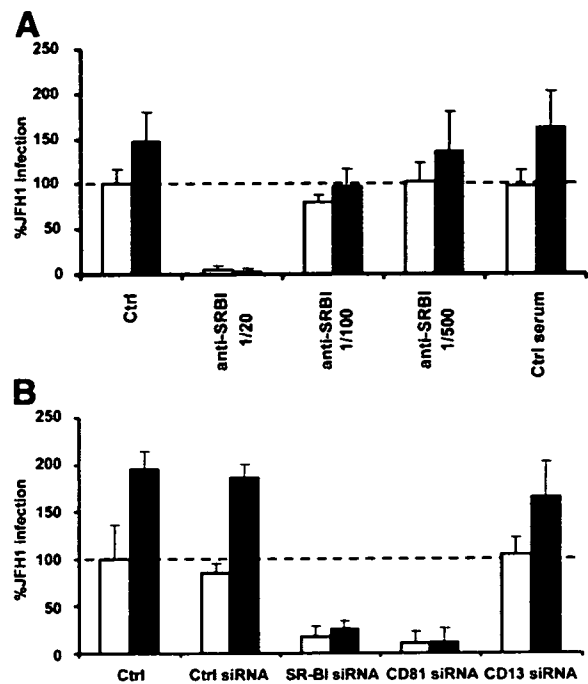 A
250
200
150
100
50
0
%JFH1 infection
Ctrl
anti-SRBI
1/20
anti-SRBI
1/100
anti-SRBI
1/500
Ctrl serum
B
250
200
150
100
50
0
%JFH1 infection
Ctrl
Ctrl siRNA
SR-BI siRNA
CD81 siRNA
CD13 siRNA